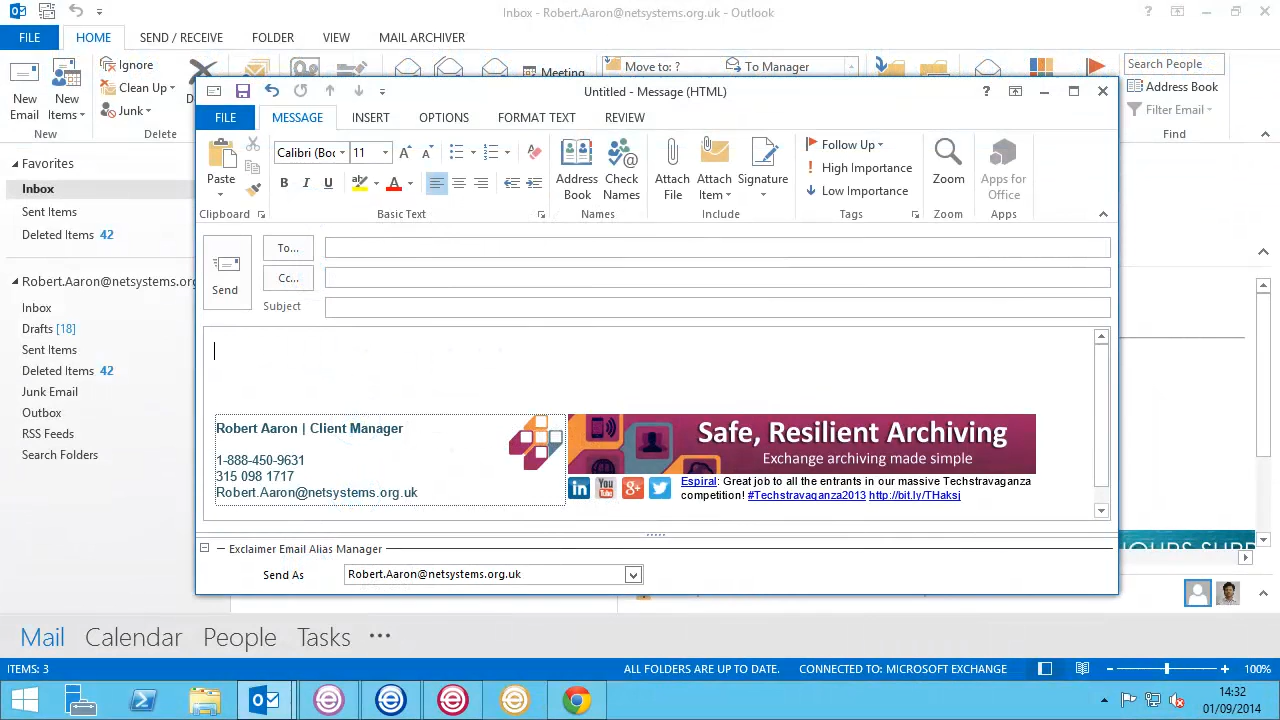 Inbox - Robert.Aaron@netsystems.org.uk - Outlook
FILE HOME SEND / RECEIVE FOLDER VIEW MAIL ARCHIVER
New Email
New Items
Ignore
Clean Up
Junk
Meeting
Move to: ?
To Manager
Search People
Address Book
Filter Email
New Delete Find
Favorites
Inbox
Sent Items
Deleted Items 42
Robert.Aaron@netsystems.org
Inbox
Drafts [18]
Sent Items
Deleted Items 42
Junk Email
Outbox
RSS Feeds
Search Folders
Untitled - Message (HTML)
FILE MESSAGE INSERT OPTIONS FORMAT TEXT REVIEW
Paste
Calibri (Boc 11
B I U
Address Book
Check Names
Attach File
Attach Item
Signature
Follow Up
High Importance
Low Importance
Zoom
Apps for Office
Clipboard Basic Text Names Include Tags Zoom Apps
To...
Cc...
Send
Subject
Robert Aaron | Client Manager
1-888-450-9631
315 098 1717
Robert.Aaron@netsystems.org.uk
Safe, Resilient Archiving
Exchange archiving made simple
Espiral: Great job to all the entrants in our massive Techstravaganza
competition! #Techstravaganza2013 http://bit.ly/THaksj
Exclaimer Email Alias Manager
Send As Robert.Aaron@netsystems.org.uk
Mail Calendar People Tasks
ITEMS: 3 ALL FOLDERS ARE UP TO DATE. CONNECTED TO: MICROSOFT EXCHANGE 100%
14:32
01/09/2014